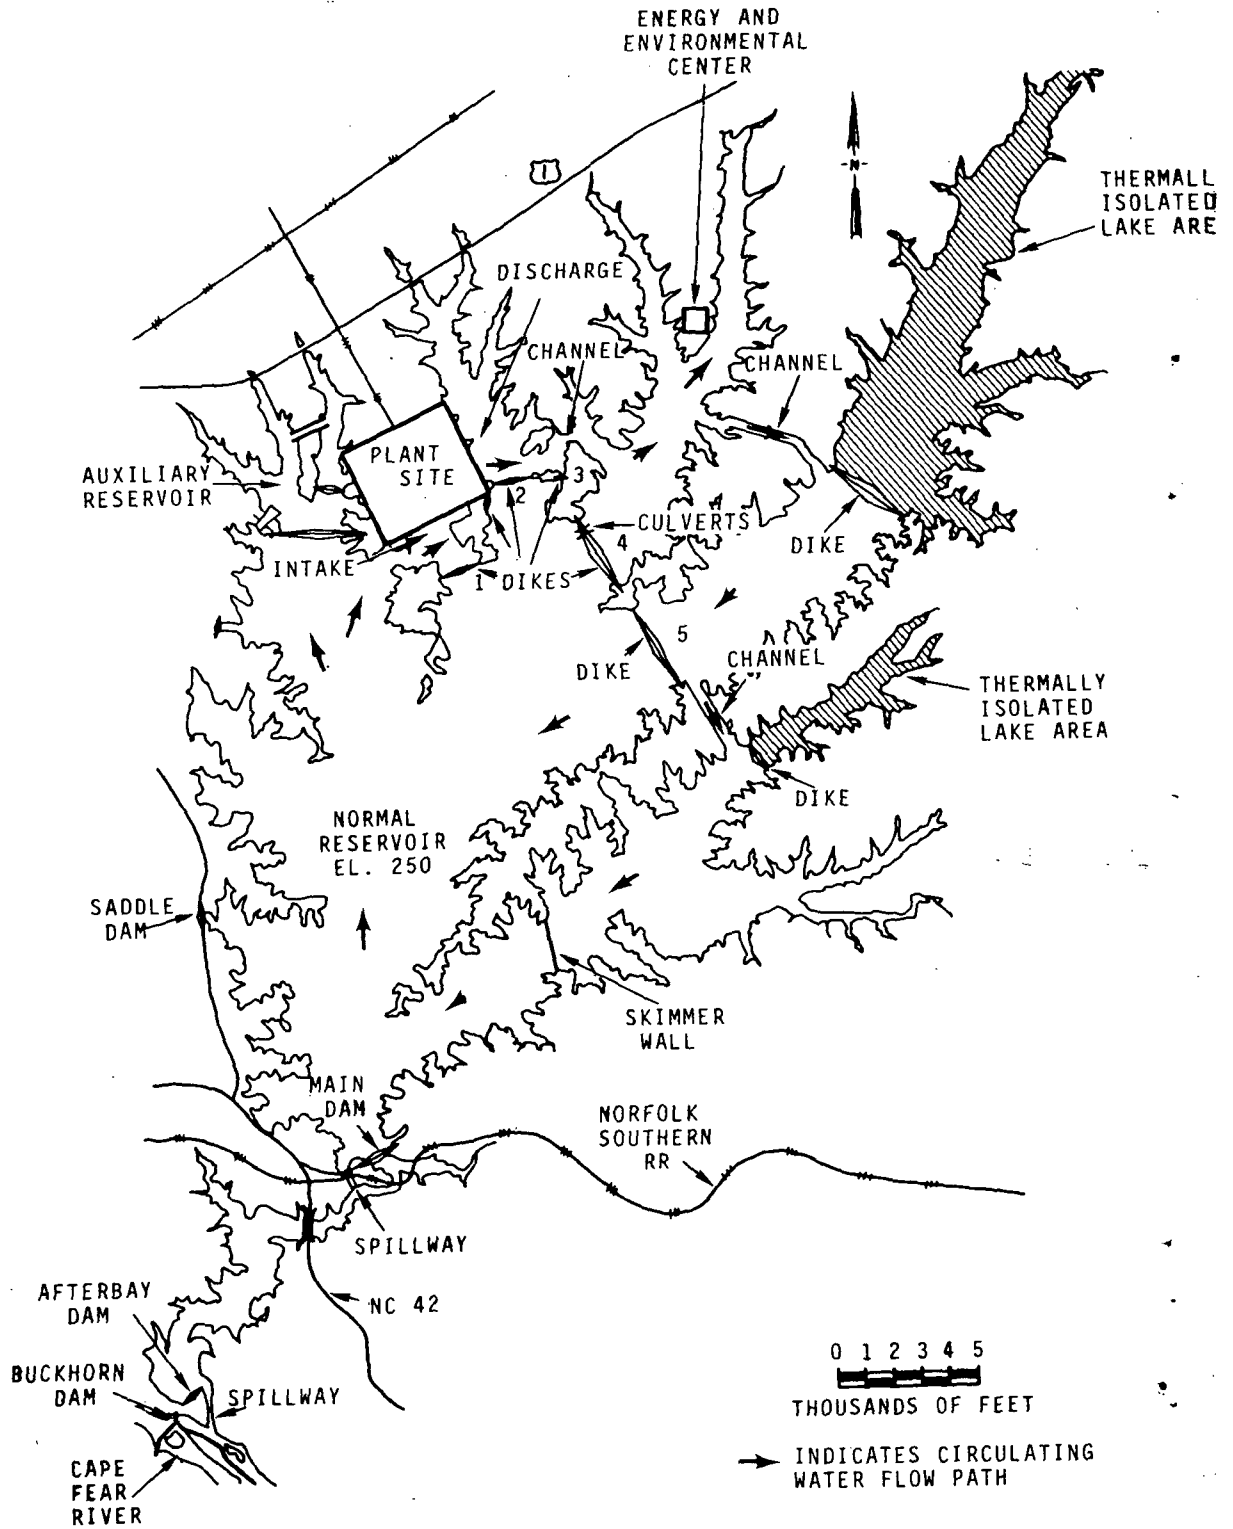 ENERGY AND
ENVIRONMENTAL
CENTER
1
-N-
THERMALL
ISOLATED
LAKE ARE
DISCHARGE
CHANNEL
CHANNEL
PLANT
SITE
AUXILIARY
RESERVOIR
3
2
CULVERTS
4
DIKE
INTAKE
1 DIKES
5
DIKE
CHANNEL
THERMALLY
ISOLATED
LAKE AREA
DIKE
NORMAL
RESERVOIR
EL. 250
SADDLE
DAM
SKIMMER
WALL
MAIN
DAM
NORFOLK
SOUTHERN
RR
SPILLWAY
AFTERBAY
DAM
NC 42
BUCKHORN
DAM
SPILLWAY
CAPE
FEAR
RIVER
0 1 2 3 4 5
THOUSANDS OF FEET
INDICATES CIRCULATING
WATER FLOW PATH